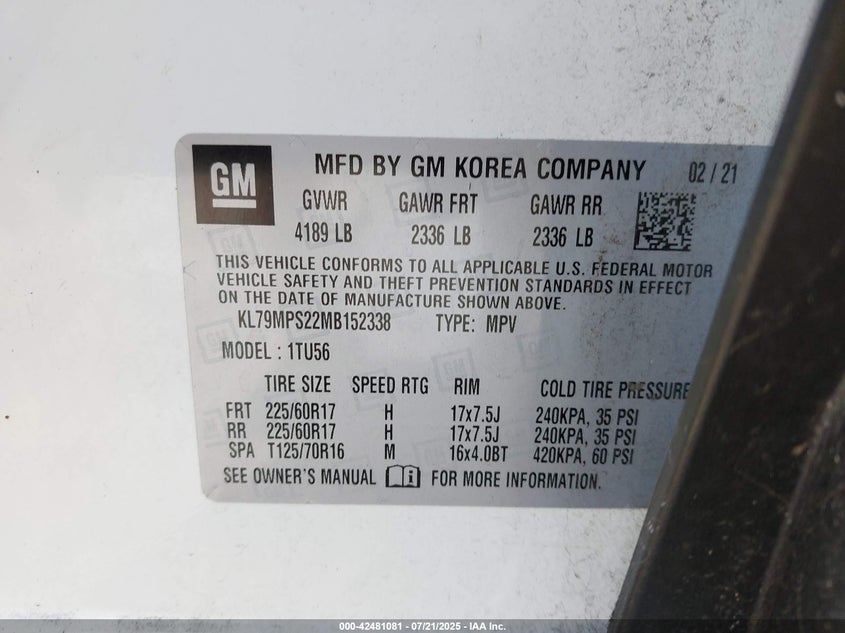 GM
MFD BY GM KOREA COMPANY 02 / 21
GVWR GAWR FRT GAWR RR
4189 LB 2336 LB 2336 LB
THIS VEHICLE CONFORMS TO ALL APPLICABLE U.S. FEDERAL MOTOR
VEHICLE SAFETY AND THEFT PREVENTION STANDARDS IN EFFECT
ON THE DATE OF MANUFACTURE SHOWN ABOVE.
KL79MPS22MB152338 TYPE: MPV
MODEL : 1TU56
TIRE SIZE SPEED RTG RIM COLD TIRE PRESSURE
FRT 225/60R17 H 17x7.5J 240KPA, 35 PSI
RR 225/60R17 H 17x7.5J 240KPA, 35 PSI
SPA T125/70R16 M 16x4.0BT 420KPA, 60 PSI
SEE OWNER'S MANUAL FOR MORE INFORMATION.
000-42481081 - 07/21/2025 - IAA Inc.